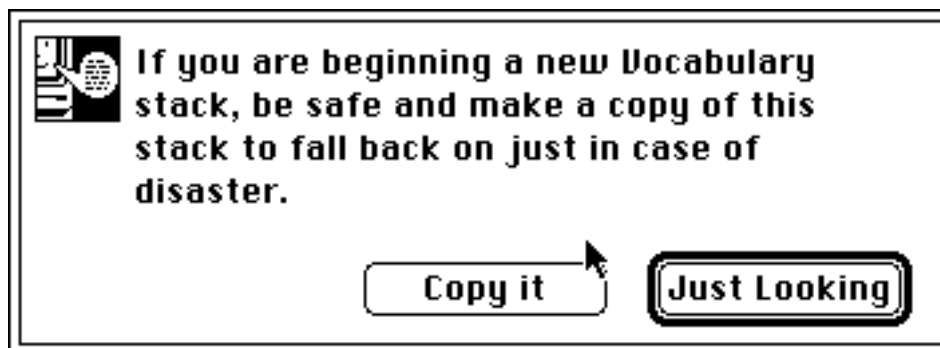 If you are beginning a new Vocabulary
stack, be safe and make a copy of this
stack to fall back on just in case of
disaster.
Copy it
Just Looking